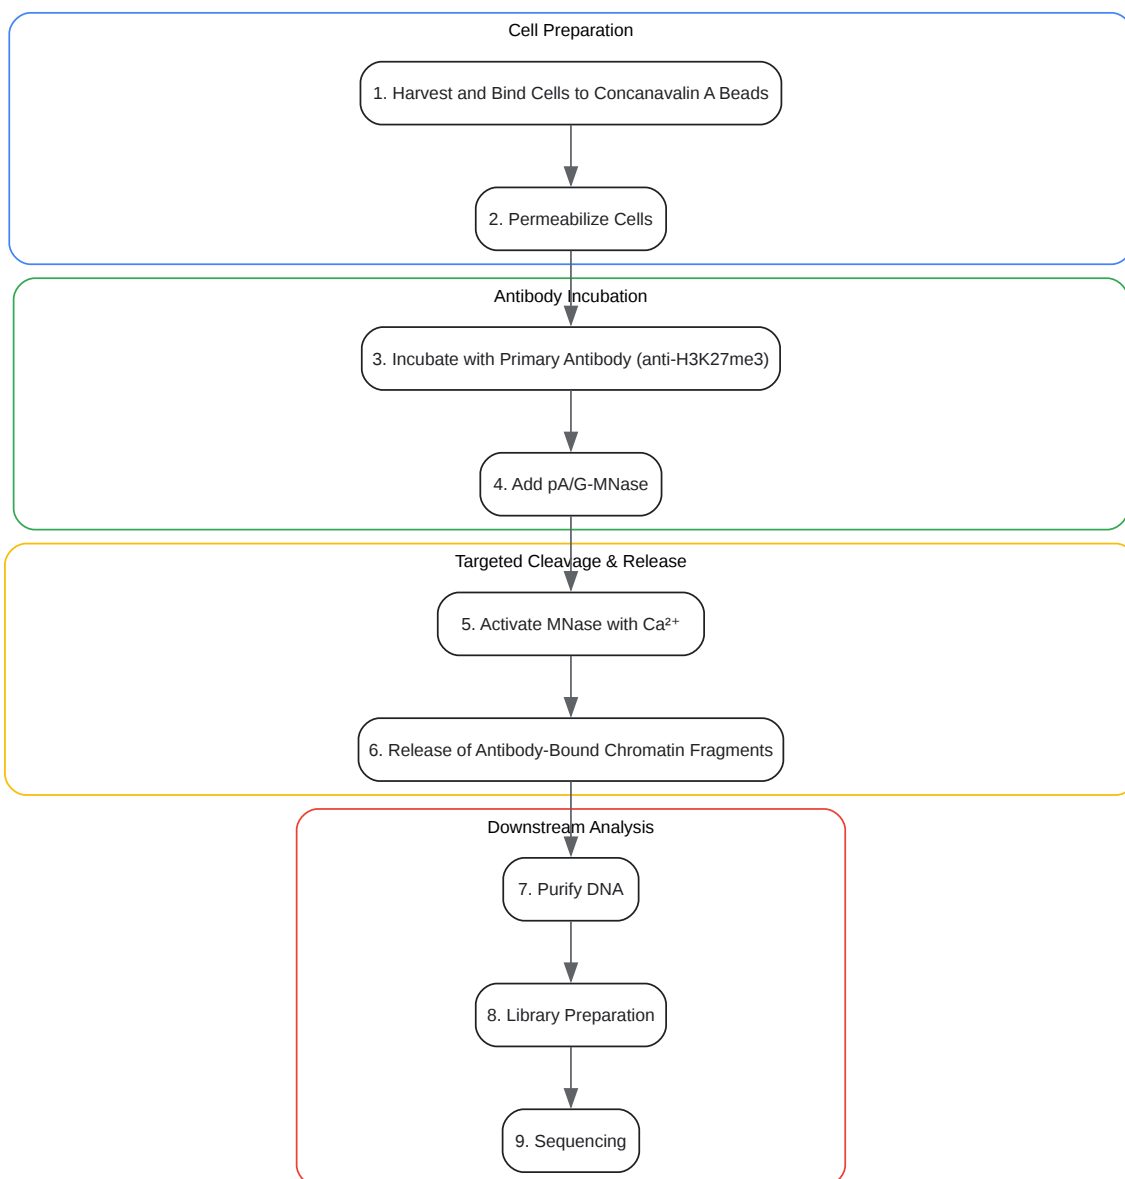 Cell Preparation
1. Harvest and Bind Cells to Concanavalin A Beads
2. Permeabilize Cells
Antibody Incubation
3. Incubate with Primary Antibody (anti-H3K27me3)
4. Add pA/G-MNase
Targeted Cleavage & Release
5. Activate MNase with Ca²⁺
6. Release of Antibody-Bound Chromatin Fragments
Downstream Analysis
7. Purify DNA
8. Library Preparation
9. Sequencing